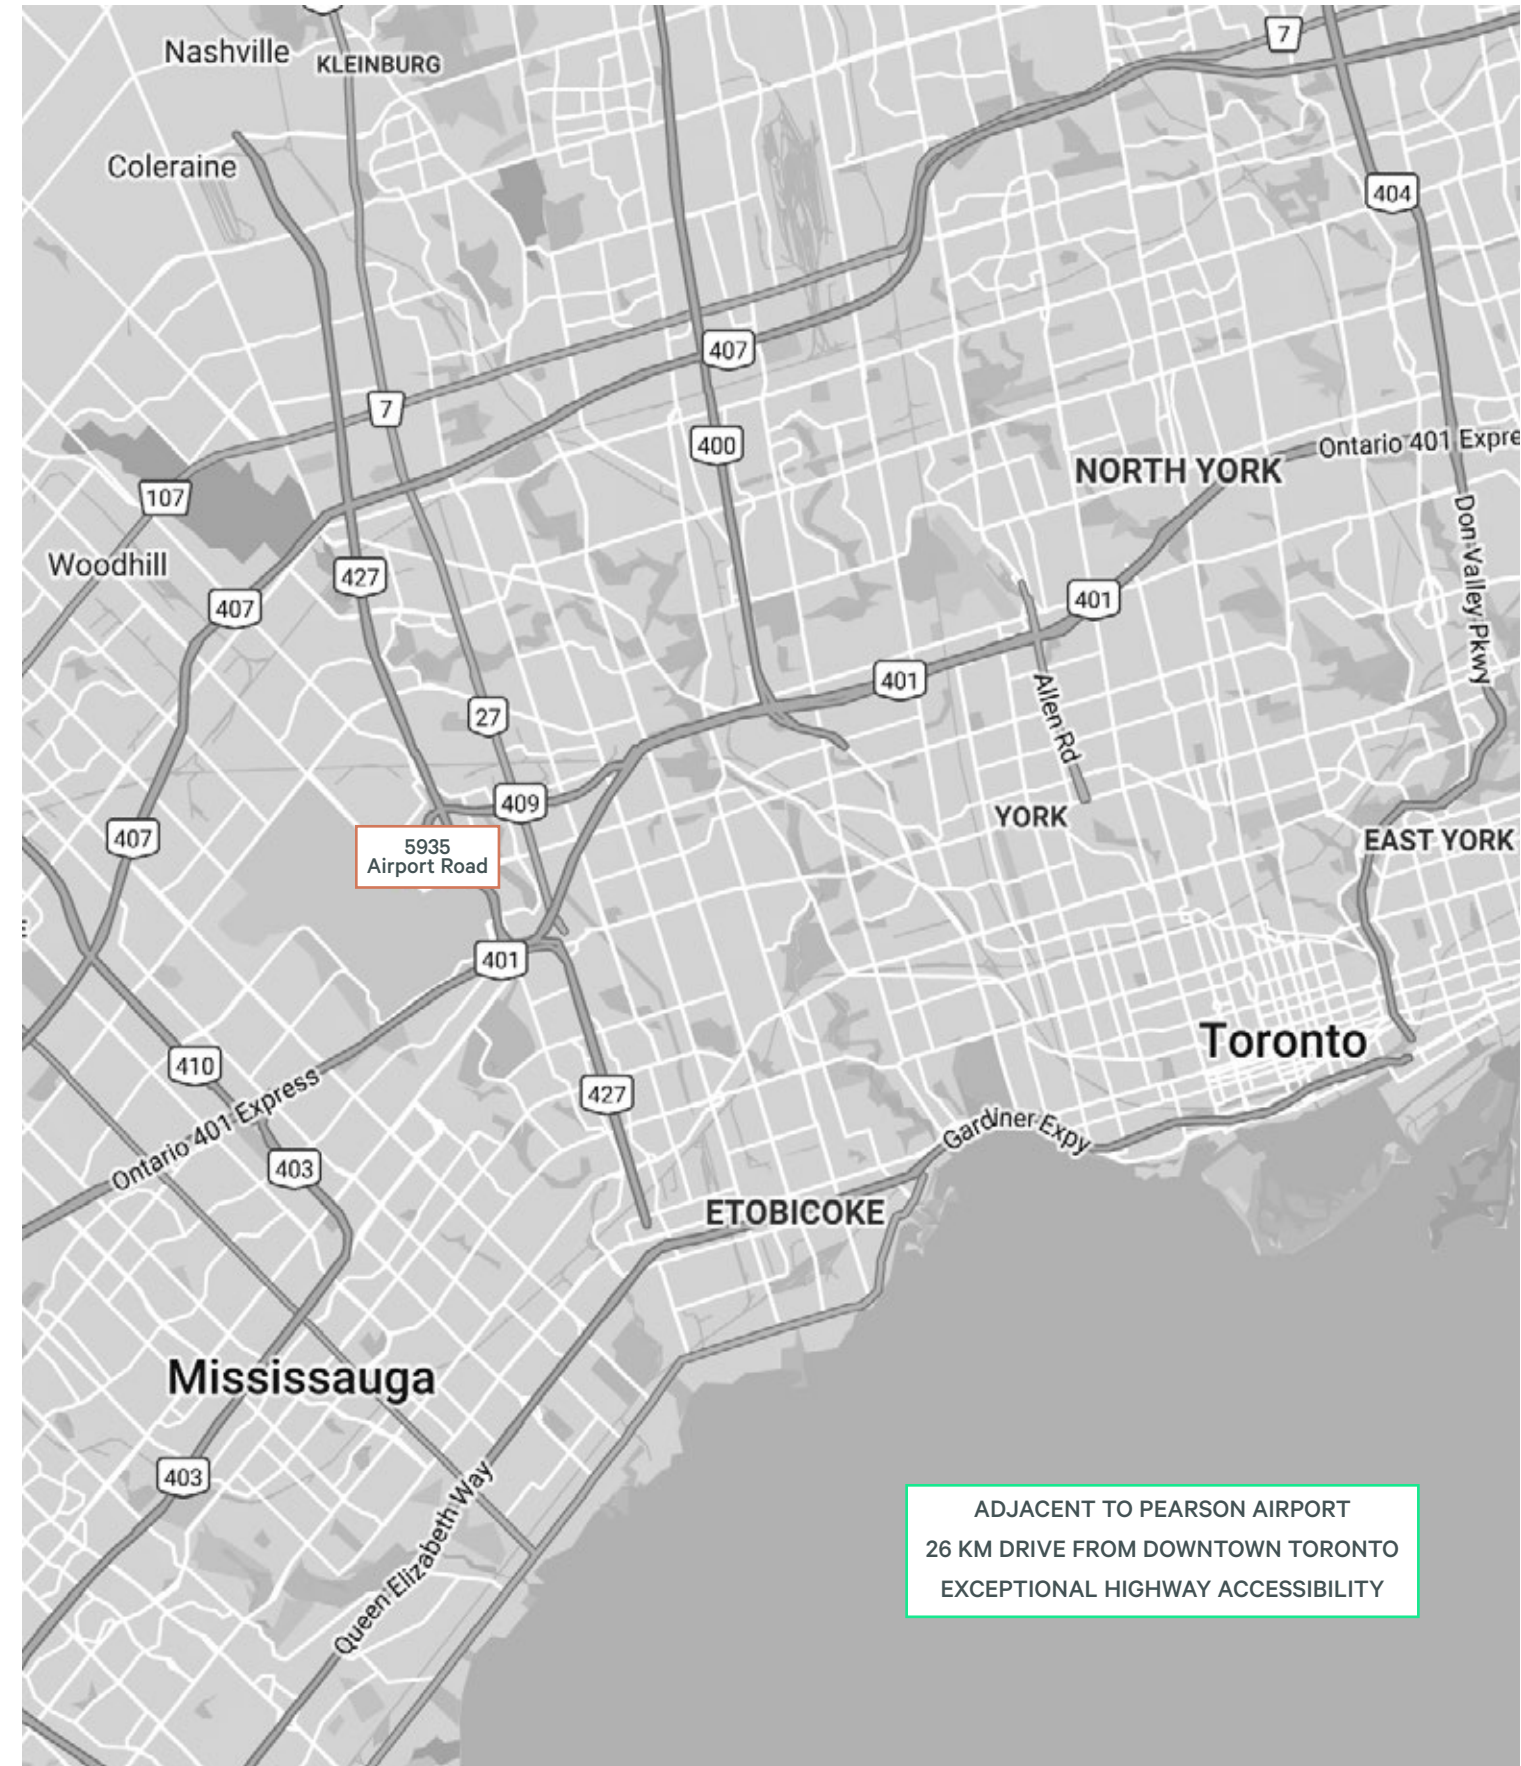 7
Nashville
KLEINBURG
Coleraine
404
407
7
400
Ontario 401 Expre
NORTH YORK
107
Don Valley Pkwy
Woodhill
427
407
401
401
Allen Rd
27
409
YORK
407
EAST YORK
5935
Airport Road
401
Toronto
410
427
Ontario 401 Express
Gardiner Expy
403
ETOBICOKE
Mississauga
403
Queen Elizabeth Way
ADJACENT TO PEARSON AIRPORT
26 KM DRIVE FROM DOWNTOWN TORONTO
EXCEPTIONAL HIGHWAY ACCESSIBILITY